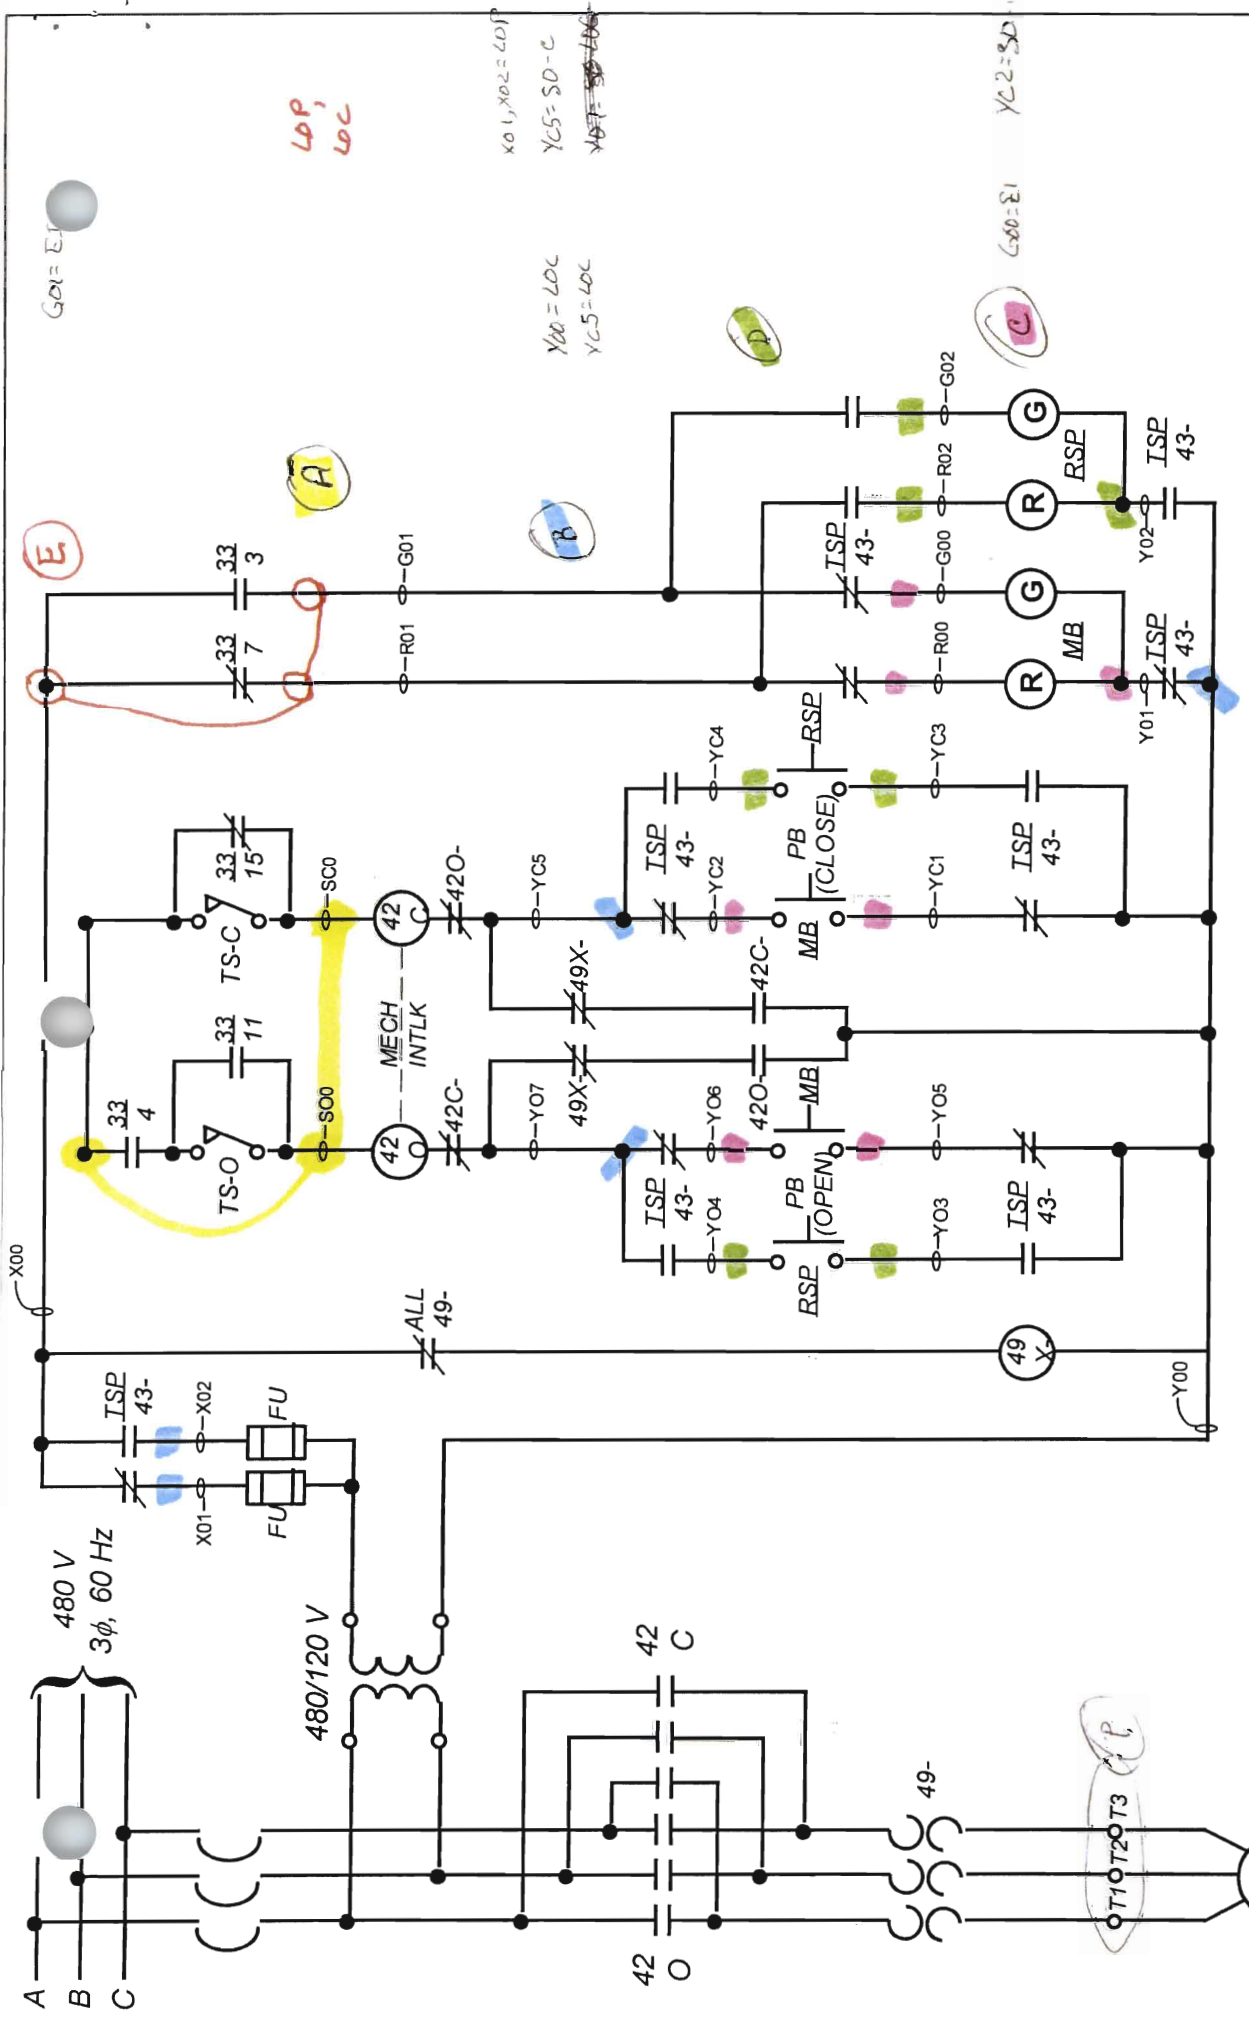 A
B
C
480 V
3ϕ, 60 Hz
480/120 V
42
O
42
C
49-
T1
T2
T3
X00
TSP
43-
X01
X02
FU
FU
ALL
49-
49
X-
Y00
33
4
TS-O
33
11
SO0
42
O
42C-
MECH
INTLK
YO7
49X-
42O-
TSP
43-
YO4
YO6
RSP
PB
(OPEN)
MB
YO3
YO5
TSP
43-
TS-C
33
15
SC0
42
C
42O-
YC5
49X-
42C-
TSP
43-
YC2
YC4
MB
PB
(CLOSE)
RSP
YC1
YC3
TSP
43-
33
7
33
3
R01
G01
TSP
43-
R00
G00
R02
G02
R
G
R
G
MB
RSP
Y01
TSP
43-
Y02
TSP
43-
E
A
B
D
C
LOP,
LOC
X01, X02 = LOP
YC5 = SO-C
Y00 = LOC
YC5 = LOC
G00 = EI
YC2 = SO